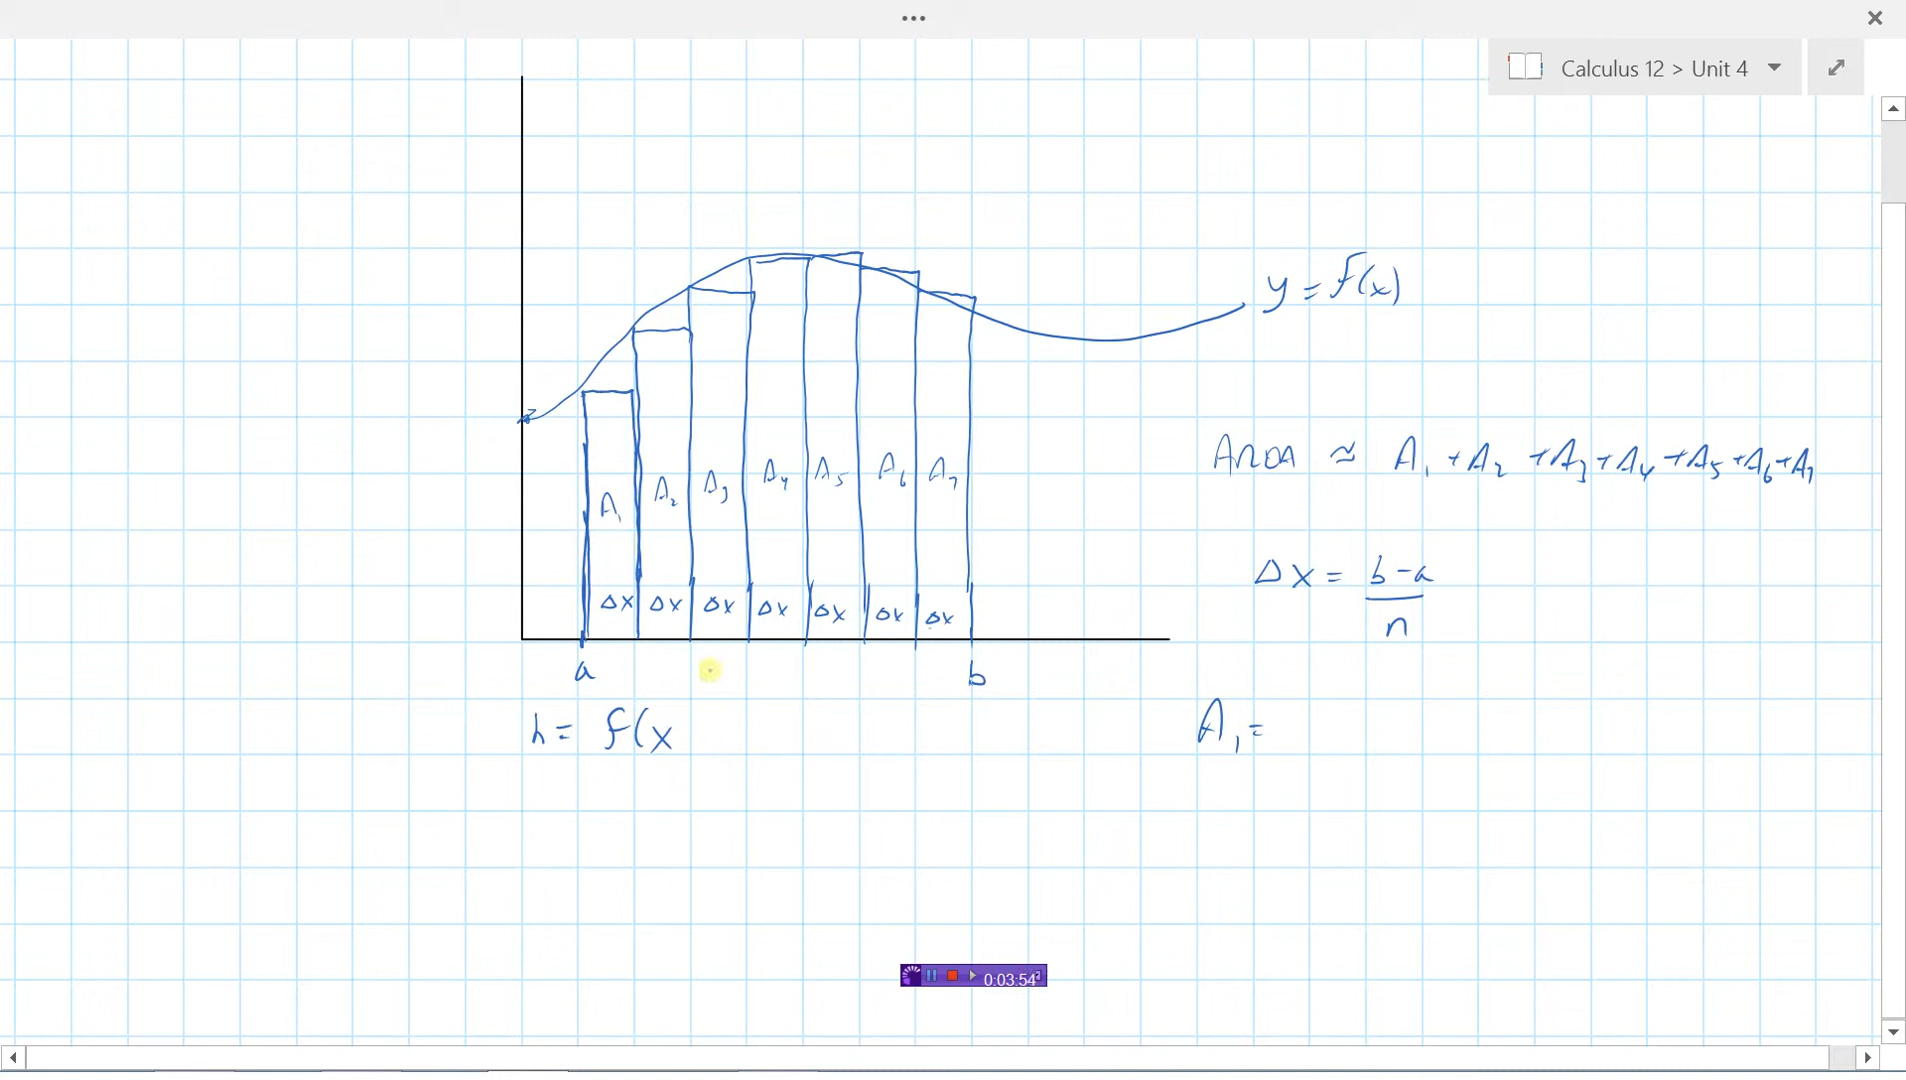 Calculus 12 > Unit 4
y = f(x)
AREA ≈ A₁ + A₂ + A₃ + A₄ + A₅ + A₆ + A₇
A₁ A₂ A₃ A₄ A₅ A₆ A₇
Δx = b-a
n
Δx Δx Δx Δx Δx Δx Δx
a b
h = f(x
A₁ =
0:03:54